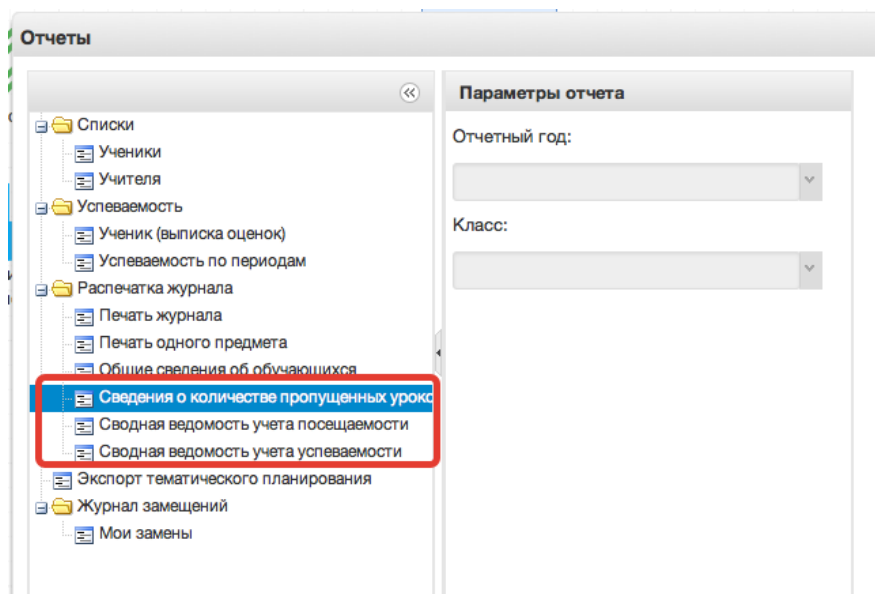 Отчеты
Списки
Ученики
Учителя
Успеваемость
Ученик (выписка оценок)
Успеваемость по периодам
Распечатка журнала
Печать журнала
Печать одного предмета
Общие сведения об обучающихся
Сведения о количестве пропущенных уроко
Сводная ведомость учета посещаемости
Сводная ведомость учета успеваемости
Экспорт тематического планирования
Журнал замещений
Мои замены
Параметры отчета
Отчетный год:
Класс: